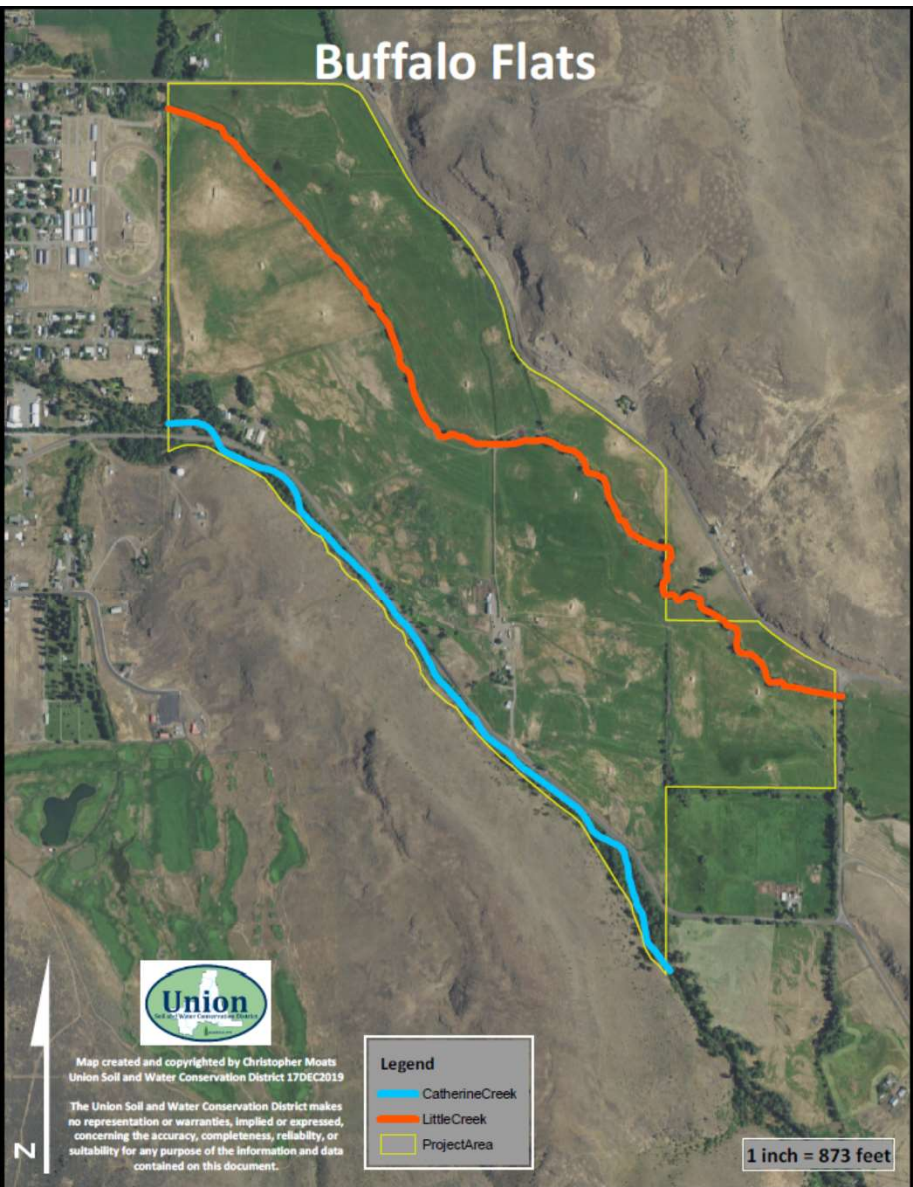 Buffalo Flats
Union
Soil and Water Conservation District
Map created and copyrighted by Christopher Moats
Union Soil and Water Conservation District 17DEC2019
The Union Soil and Water Conservation District makes
no representation or warranties, implied or expressed,
concerning the accuracy, completeness, reliabilty, or
suitability for any purpose of the information and data
contained on this document.
N
Legend
CatherineCreek
LittleCreek
ProjectArea
1 inch = 873 feet